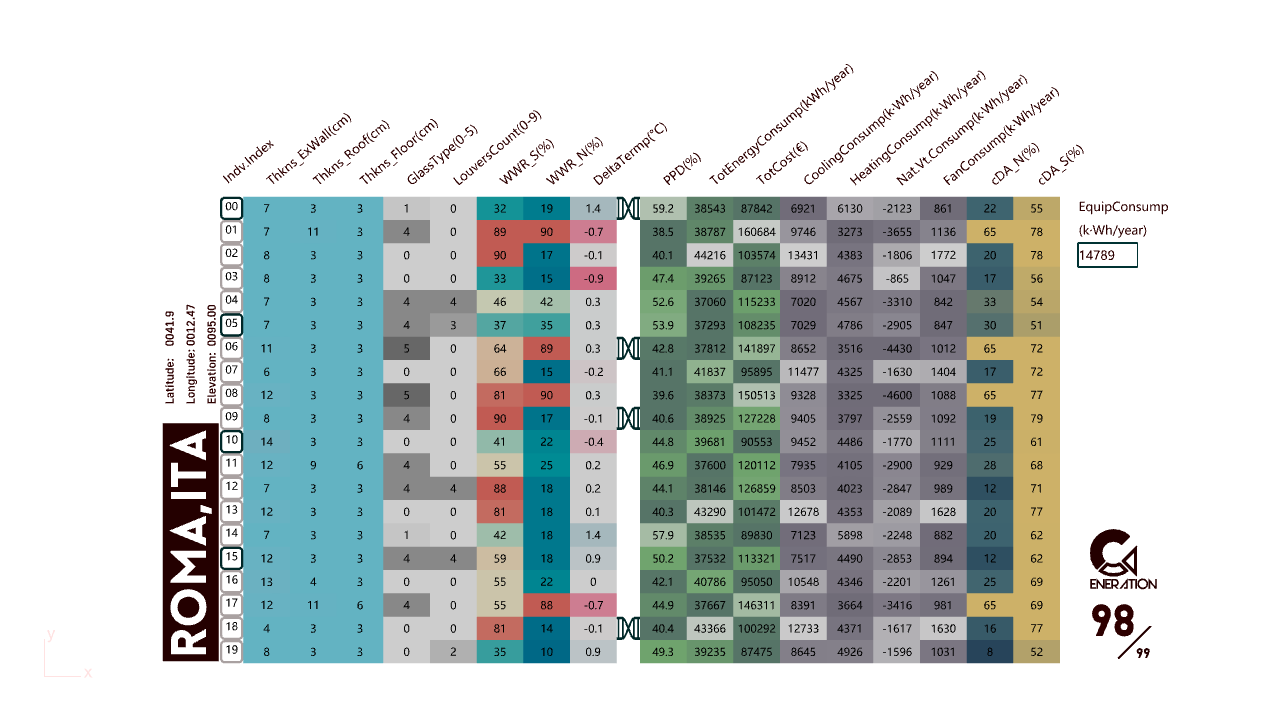 Indv.Index Thkns_ExWall(cm) Thkns_Roof(cm) Thkns_Floor(cm) GlassType(0-5) LouversCount(0-9) WWR_S(%) WWR_N(%) DeltaTermp(°C) PPD(%) TotEnergyConsump(kWh/year) TotCost(€) CoolingConsump(k·Wh/year) HeatingConsump(k·Wh/year) Nat.Vt.Consump(k·Wh/year) FanConsump(k·Wh/year) cDA_N(%) cDA_S(%)
00 7 3 3 1 0 32 19 1.4 59.2 38543 87842 6921 6130 -2123 861 22 55
01 7 11 3 4 0 89 90 -0.7 38.5 38787 160684 9746 3273 -3655 1136 65 78
02 8 3 3 0 0 90 17 -0.1 40.1 44216 103574 13431 4383 -1806 1772 20 78
03 8 3 3 0 0 33 15 -0.9 47.4 39265 87123 8912 4675 -865 1047 17 56
04 7 3 3 4 4 46 42 0.3 52.6 37060 115233 7020 4567 -3310 842 33 54
05 7 3 3 4 3 37 35 0.3 53.9 37293 108235 7029 4786 -2905 847 30 51
06 11 3 3 5 0 64 89 0.3 42.8 37812 141897 8652 3516 -4430 1012 65 72
07 6 3 3 0 0 66 15 -0.2 41.1 41837 95895 11477 4325 -1630 1404 17 72
08 12 3 3 5 0 81 90 0.3 39.6 38373 150513 9328 3325 -4600 1088 65 77
09 8 3 3 4 0 90 17 -0.1 40.6 38925 127228 9405 3797 -2559 1092 19 79
10 14 3 3 0 0 41 22 -0.4 44.8 39681 90553 9452 4486 -1770 1111 25 61
11 12 9 6 4 0 55 25 0.2 46.9 37600 120112 7935 4105 -2900 929 28 68
12 7 3 3 4 4 88 18 0.2 44.1 38146 126859 8503 4023 -2847 989 12 71
13 12 3 3 0 0 81 18 0.1 40.3 43290 101472 12678 4353 -2089 1628 20 77
14 7 3 3 1 0 42 18 1.4 57.9 38535 89830 7123 5898 -2248 882 20 62
15 12 3 3 4 4 59 18 0.9 50.2 37532 113321 7517 4490 -2853 894 12 62
16 13 4 3 0 0 55 22 0 42.1 40786 95050 10548 4346 -2201 1261 25 69
17 12 11 6 4 0 55 88 -0.7 44.9 37667 146311 8391 3664 -3416 981 65 69
18 4 3 3 0 0 81 14 -0.1 40.4 43366 100292 12733 4371 -1617 1630 16 77
19 8 3 3 0 2 35 10 0.9 49.3 39235 87475 8645 4926 -1596 1031 8 52
EquipConsump
(k·Wh/year)
14789
Latitude: 0041.9
Longitude: 0012.47
Elevation: 0095.00
ROMA,ITA
ENERATION
98/99
y
x